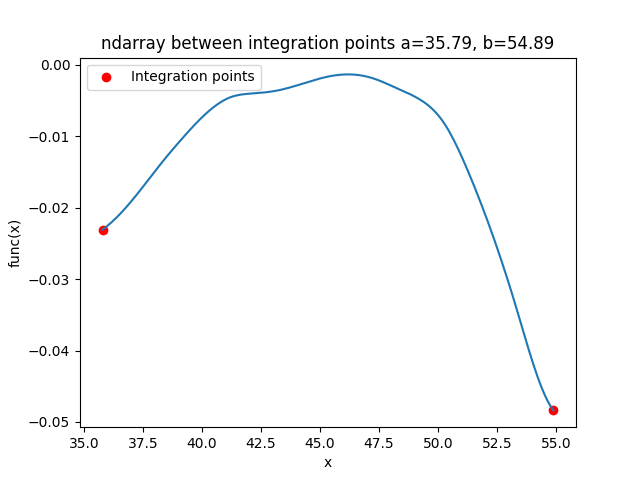 ndarray between integration points a=35.79, b=54.89
Integration points
0.00
−0.01
−0.02
−0.03
−0.04
−0.05
func(x)
35.0 37.5 40.0 42.5 45.0 47.5 50.0 52.5 55.0
x